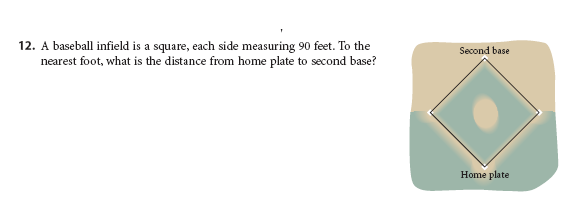 12. A baseball infield is a square, each side measuring 90 feet. To the
nearest foot, what is the distance from home plate to second base?
Second base
Home plate